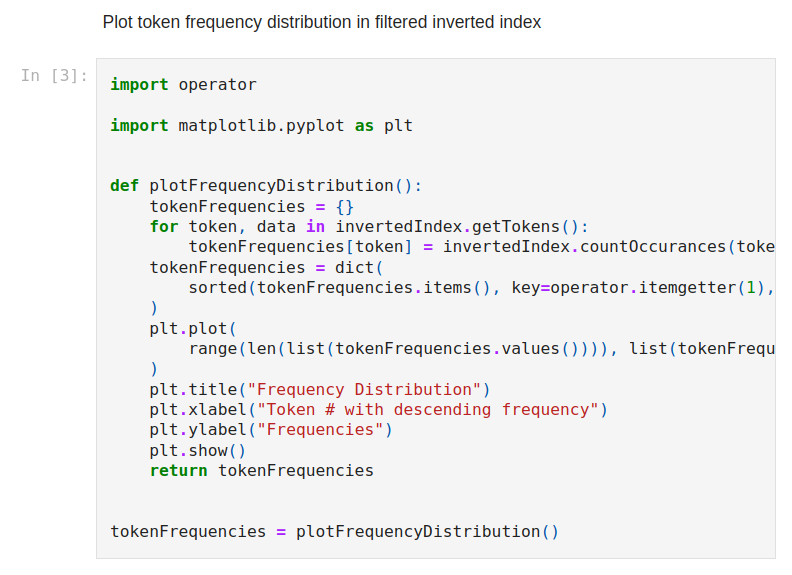 Plot token frequency distribution in filtered inverted index
In [3]:
import operator
import matplotlib.pyplot as plt
def plotFrequencyDistribution():
    tokenFrequencies = {}
    for token, data in invertedIndex.getTokens():
        tokenFrequencies[token] = invertedIndex.countOccurances(toke
    tokenFrequencies = dict(
        sorted(tokenFrequencies.items(), key=operator.itemgetter(1),
    )
    plt.plot(
        range(len(list(tokenFrequencies.values()))), list(tokenFrequ
    )
    plt.title("Frequency Distribution")
    plt.xlabel("Token # with descending frequency")
    plt.ylabel("Frequencies")
    plt.show()
    return tokenFrequencies
tokenFrequencies = plotFrequencyDistribution()